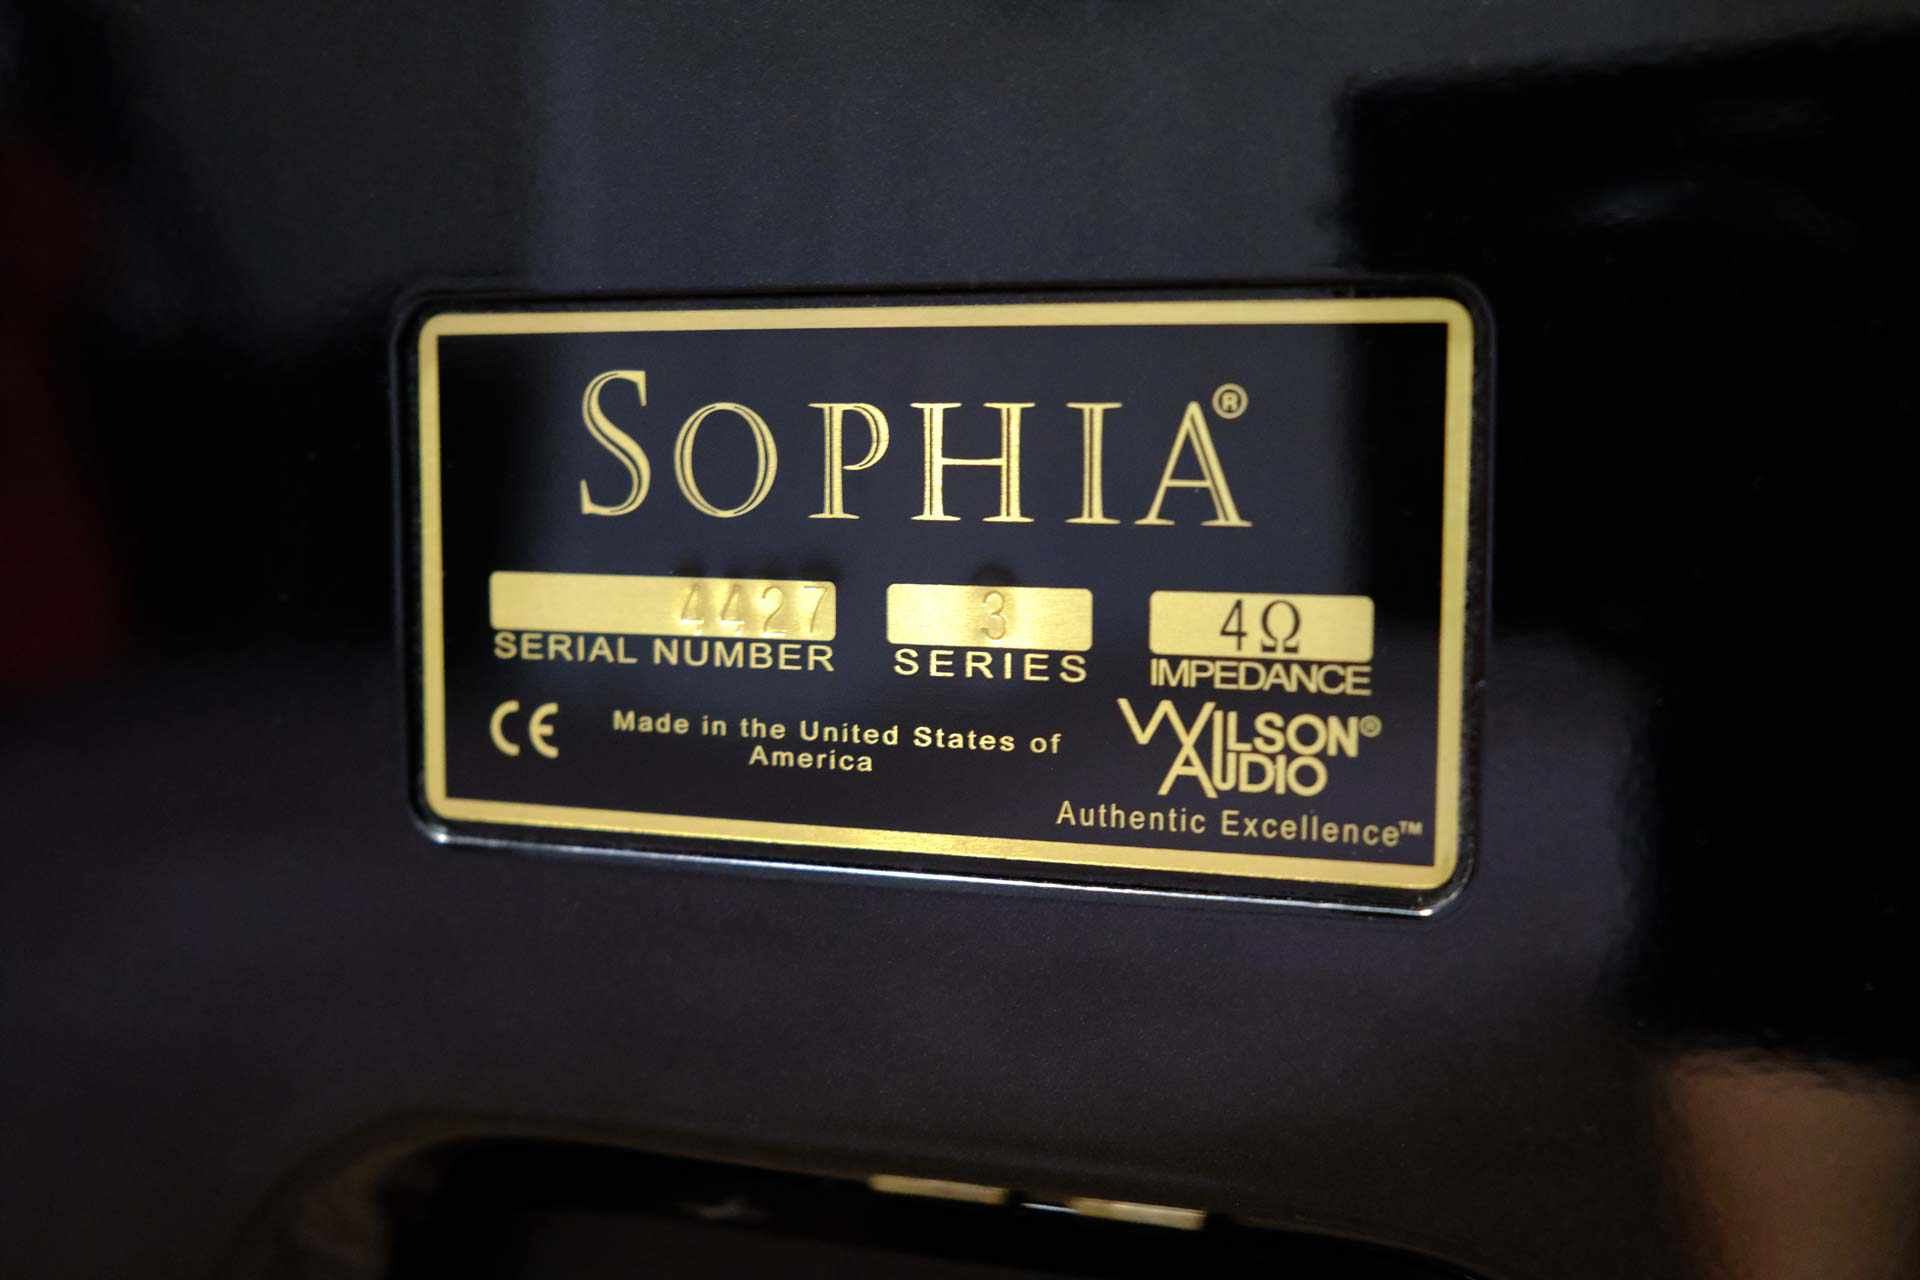 SOPHIA®
4427 3 4Ω
SERIAL NUMBER SERIES IMPEDANCE
CE Made in the United States of
America
WILSON®
AUDIO
Authentic Excellence™